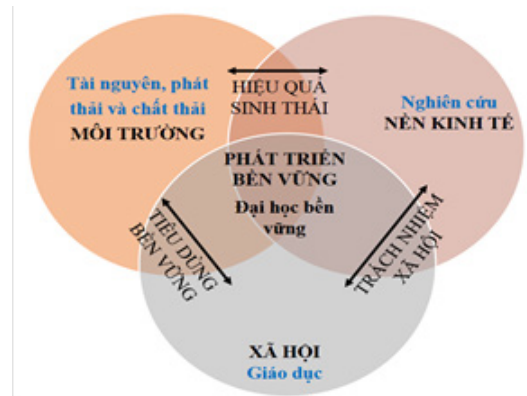 Tài nguyên, phát
thải và chất thải
MÔI TRƯỜNG
HIỆU QUẢ
SINH THÁI
Nghiên cứu
NỀN KINH TẾ
PHÁT TRIỂN
BỀN VỮNG
Đại học bền
vững
TIÊU DÙNG
BỀN VỮNG
TRÁCH NHIỆM
XÃ HỘI
XÃ HỘI
Giáo dục